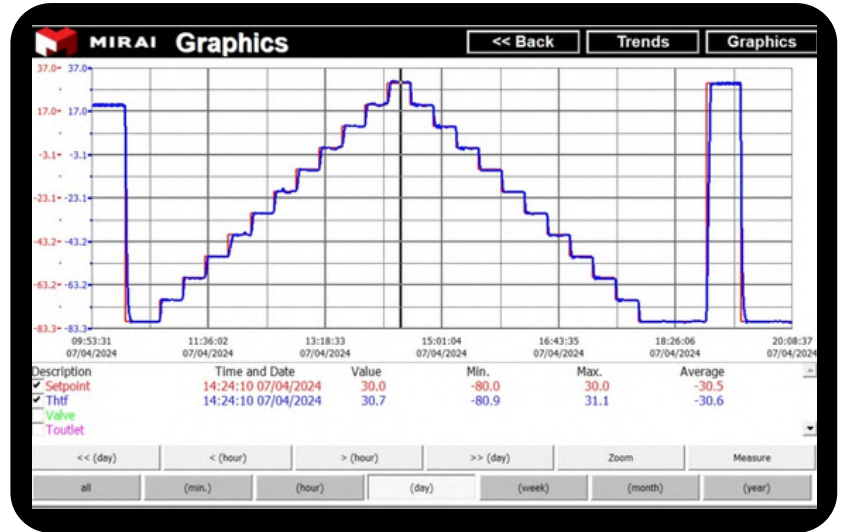 MIRAI Graphics << Back Trends Graphics
37.0 37.0
17.0 17.0
-3.1 -3.1
-23.1 -23.1
-43.2 -43.2
-63.2 -63.2
-83.3 -83.3
09:53:31 11:36:02 13:18:33 15:01:04 16:43:35 18:26:06 20:08:37
07/04/2024 07/04/2024 07/04/2024 07/04/2024 07/04/2024 07/04/2024 07/04/2024
Description Time and Date Value Min. Max. Average
Setpoint 14:24:10 07/04/2024 30.0 -80.0 30.0 -30.5
Thtf 14:24:10 07/04/2024 30.7 -80.9 31.1 -30.6
Valve
Toutlet
<< (day) < (hour) > (hour) >> (day) Zoom Measure
all (min.) (hour) (day) (week) (month) (year)